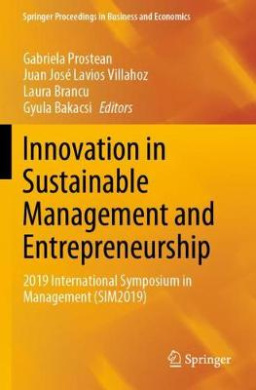 Springer Proceedings in Business and Economics
Gabriela Prostean
Juan José Lavios Villahoz
Laura Brancu
Gyula Bakacsi Editors
Innovation in
Sustainable
Management and
Entrepreneurship
2019 International Symposium in
Management (SIM2019)
Springer